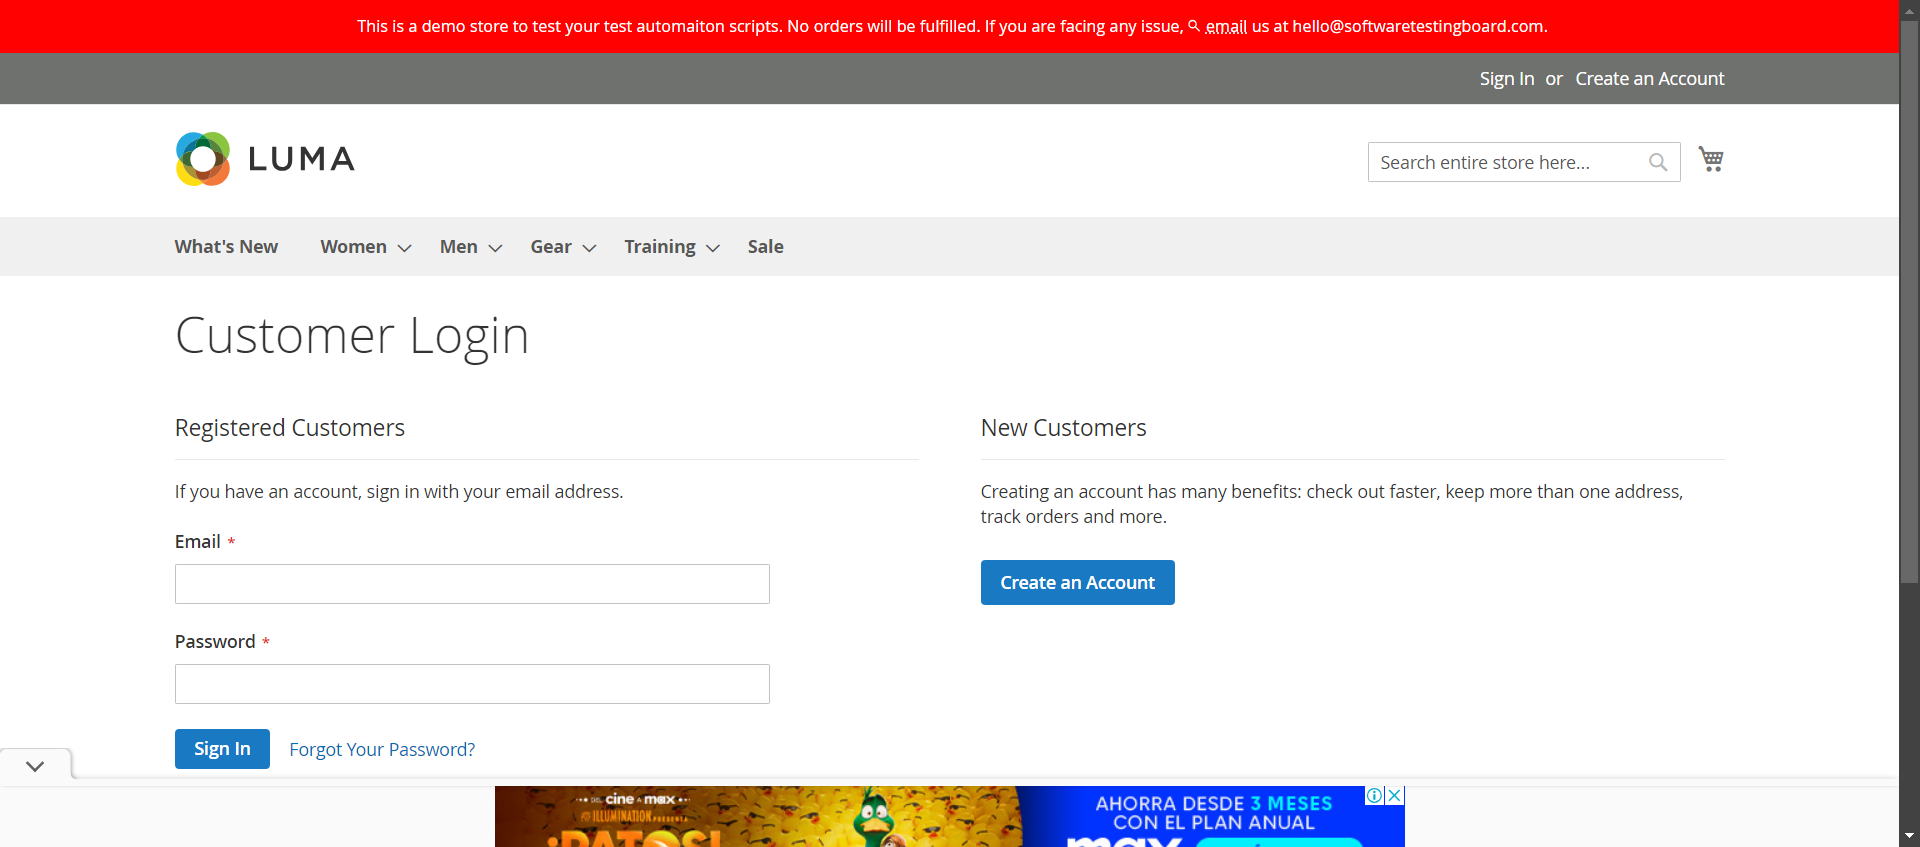 This is a demo store to test your test automaiton scripts. No orders will be fulfilled. If you are facing any issue, email us at hello@softwaretestingboard.com.
Sign In or Create an Account
LUMA
Search entire store here...
What's New Women Men Gear Training Sale
Customer Login
Registered Customers
If you have an account, sign in with your email address.
Email *
Password *
Sign In Forgot Your Password?
New Customers
Creating an account has many benefits: check out faster, keep more than one address,
track orders and more.
Create an Account
DEL cine A max
ILLUMINATION PRESENTA
¡PATOS!
AHORRA DESDE 3 MESES
CON EL PLAN ANUAL
max